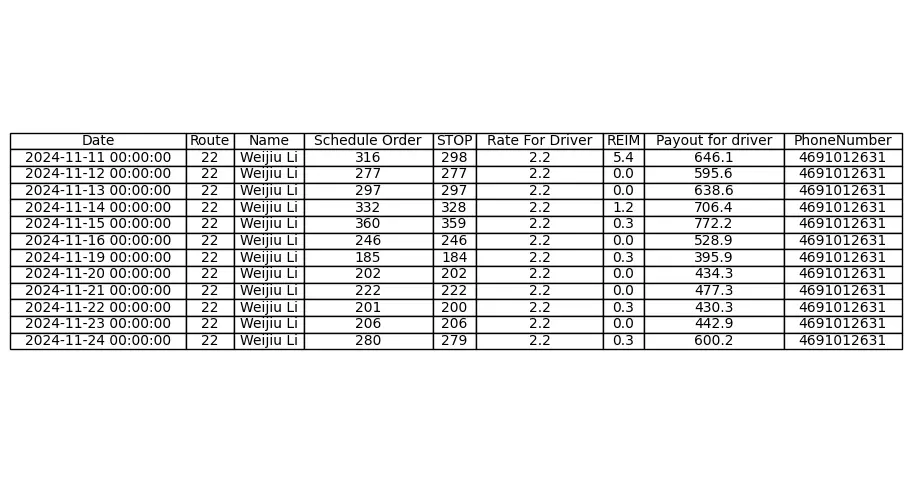 Date Route Name Schedule Order STOP Rate For Driver REIM Payout for driver PhoneNumber
2024-11-11 00:00:00 22 Weijiu Li 316 298 2.2 5.4 646.1 4691012631
2024-11-12 00:00:00 22 Weijiu Li 277 277 2.2 0.0 595.6 4691012631
2024-11-13 00:00:00 22 Weijiu Li 297 297 2.2 0.0 638.6 4691012631
2024-11-14 00:00:00 22 Weijiu Li 332 328 2.2 1.2 706.4 4691012631
2024-11-15 00:00:00 22 Weijiu Li 360 359 2.2 0.3 772.2 4691012631
2024-11-16 00:00:00 22 Weijiu Li 246 246 2.2 0.0 528.9 4691012631
2024-11-19 00:00:00 22 Weijiu Li 185 184 2.2 0.3 395.9 4691012631
2024-11-20 00:00:00 22 Weijiu Li 202 202 2.2 0.0 434.3 4691012631
2024-11-21 00:00:00 22 Weijiu Li 222 222 2.2 0.0 477.3 4691012631
2024-11-22 00:00:00 22 Weijiu Li 201 200 2.2 0.3 430.3 4691012631
2024-11-23 00:00:00 22 Weijiu Li 206 206 2.2 0.0 442.9 4691012631
2024-11-24 00:00:00 22 Weijiu Li 280 279 2.2 0.3 600.2 4691012631